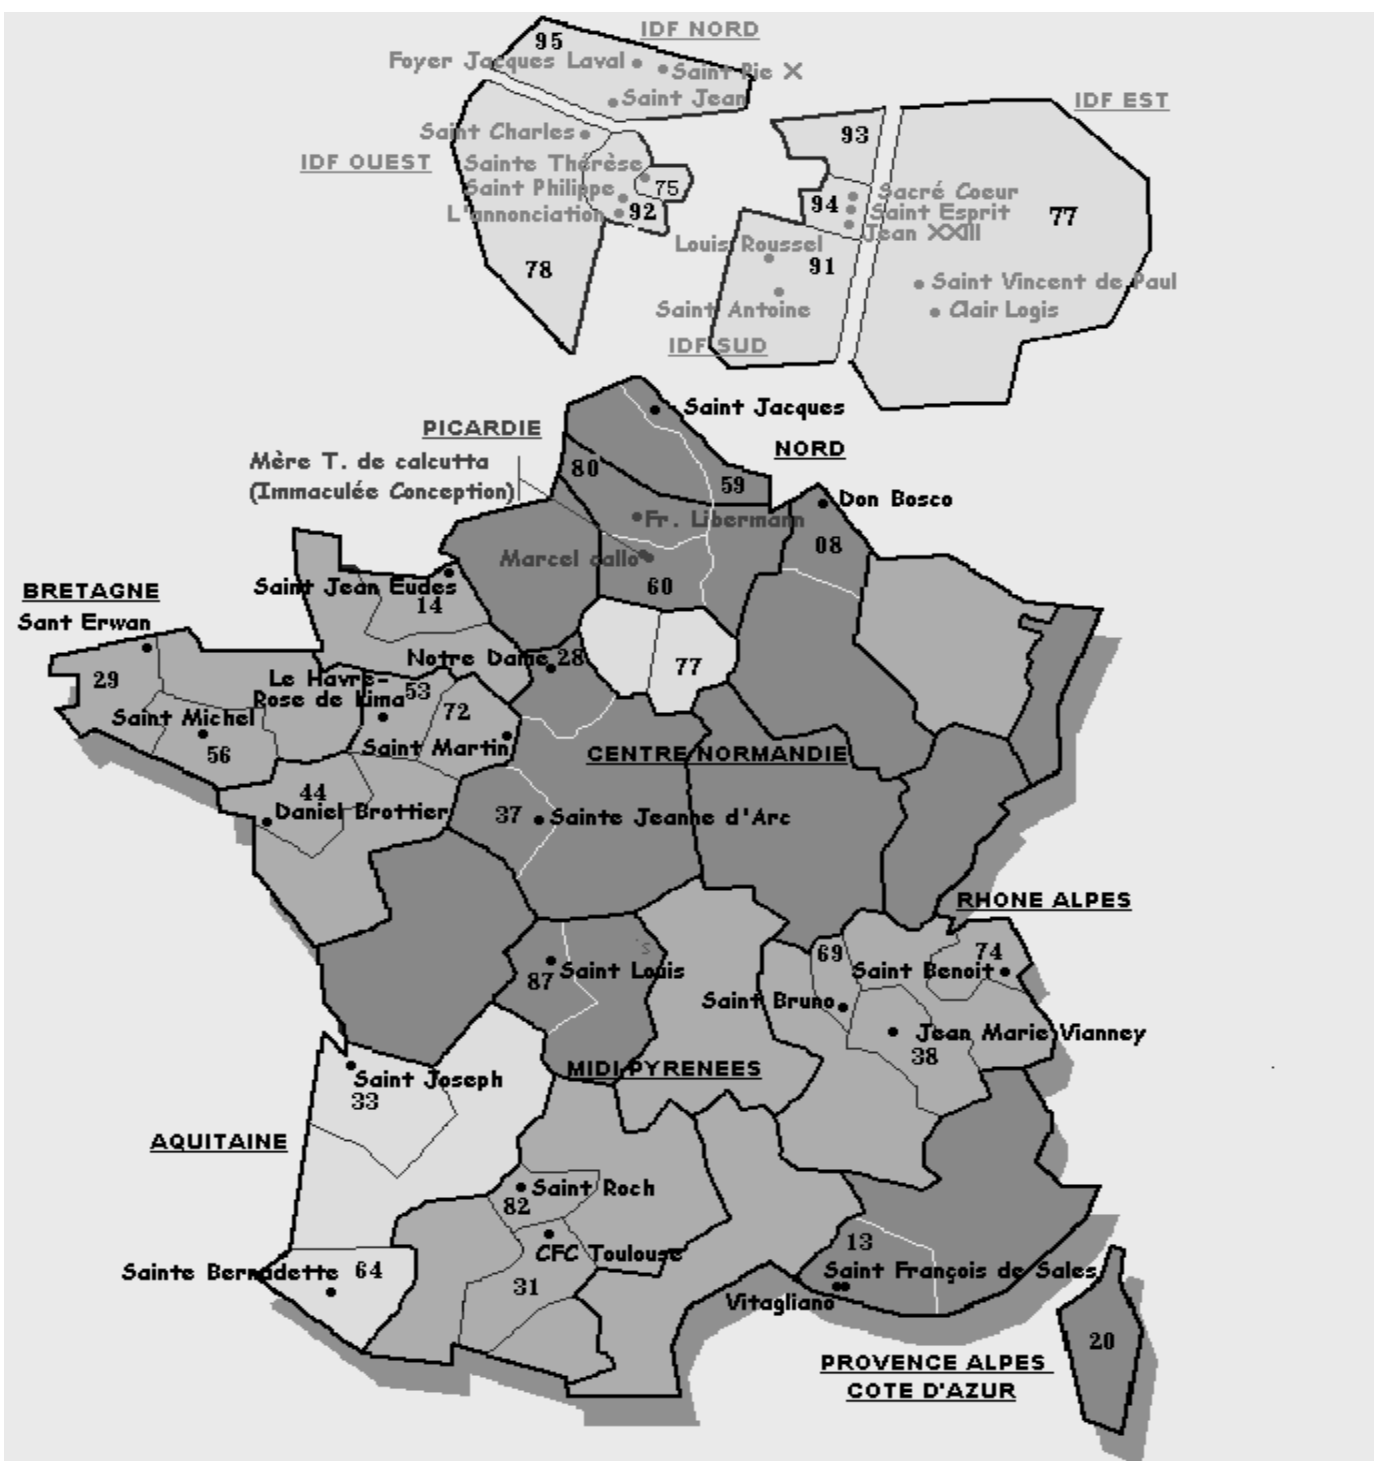 IDF NORD
95
Foyer Jacques Laval
Saint Pie X
Saint Jean
IDF EST
Saint Charles
93
IDF OUEST
Sainte Thérèse
75
Saint Philippe
Sacré Coeur
L'annonciation
92
94
Saint Esprit
77
Jean XXIII
Louis Roussel
78
91
Saint Vincent de Paul
Saint Antoine
Clair Logis
IDF SUD
Saint Jacques
PICARDIE
NORD
Mère T. de calcutta
(Immaculée Conception)
80
59
Don Bosco
Fr. Libermann
08
Marcel callo
60
BRETAGNE
Saint Jean Eudes
14
Sant Erwan
Notre Dame
28
77
29
Le Havre-
Rose de Lima
53
72
Saint Michel
56
Saint Martin
CENTRE NORMANDIE
44
Daniel Brottier
37
Sainte Jeanne d'Arc
RHONE ALPES
's
69
74
87
Saint Louis
Saint Benoit
Saint Bruno
Jean Marie Vianney
38
MIDI PYRENEES
Saint Joseph
33
AQUITAINE
Saint Roch
82
CFC Toulouse
13
31
Sainte Bernadette
64
Saint François de Sales
Vitagliano
20
PROVENCE ALPES
COTE D'AZUR